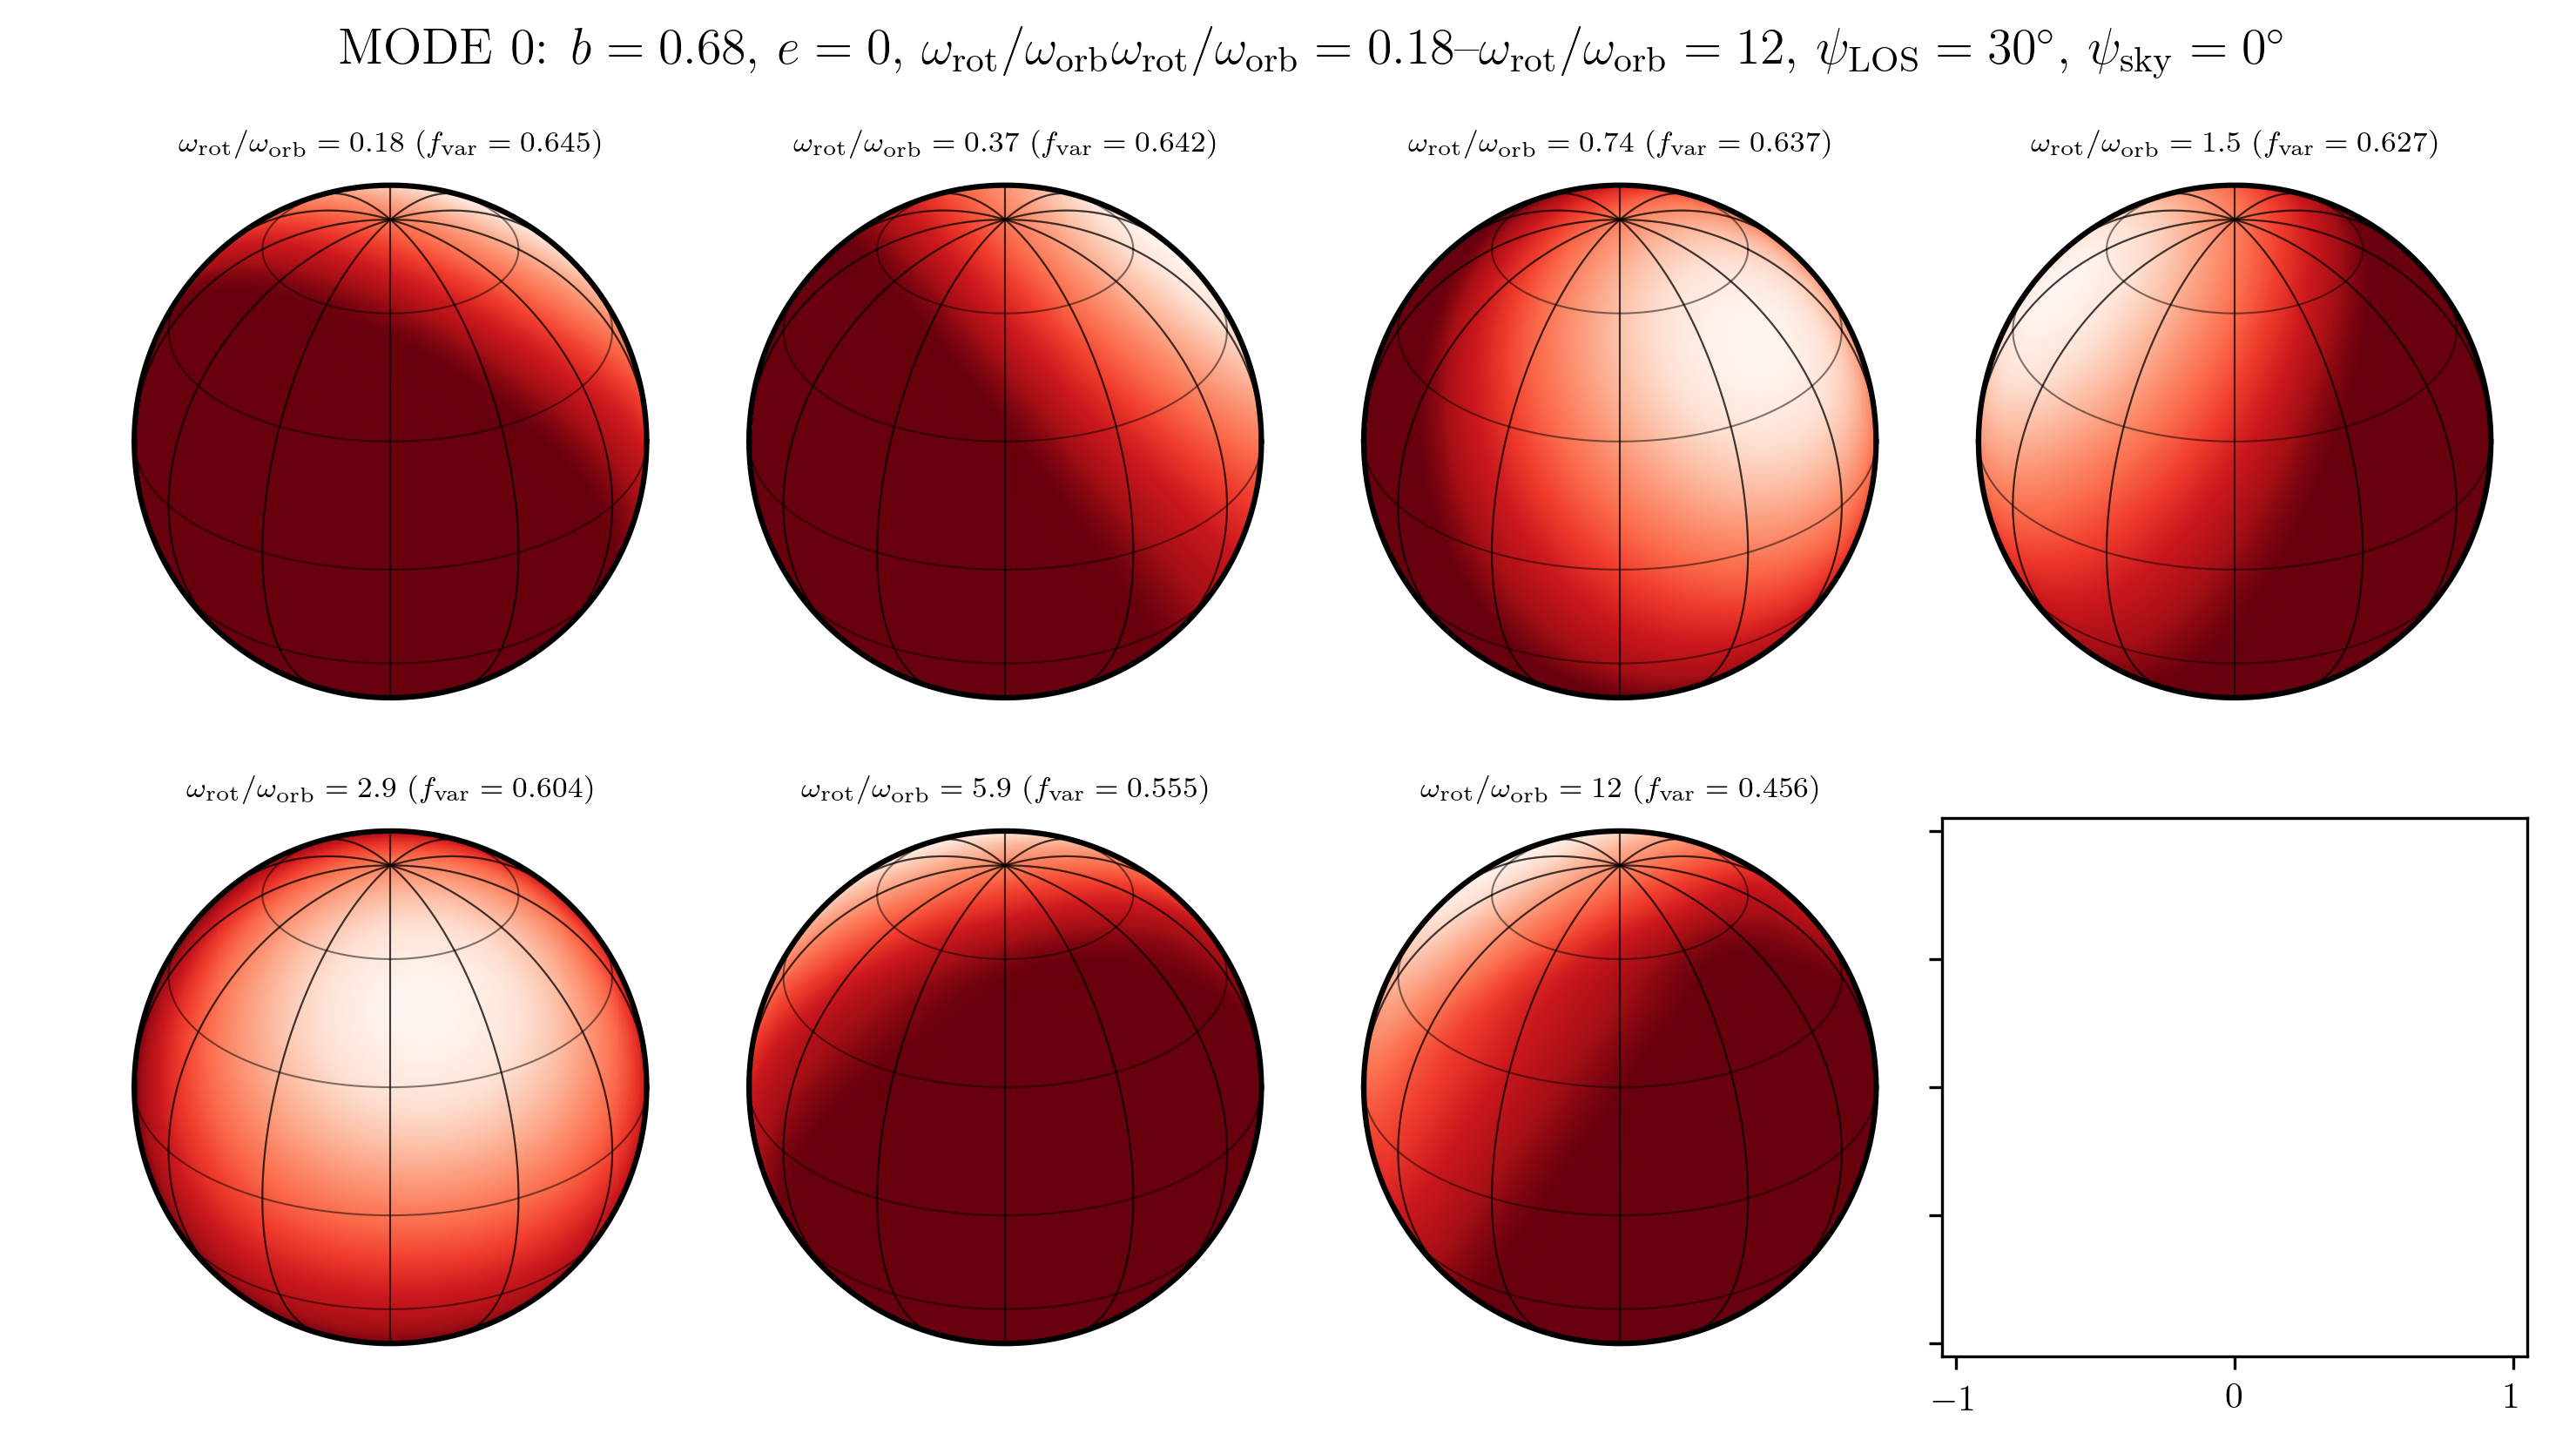 MODE 0: b = 0.68, e = 0, ω_rot/ω_orbω_rot/ω_orb = 0.18–ω_rot/ω_orb = 12, ψ_LOS = 30°, ψ_sky = 0°
ω_rot/ω_orb = 0.18 (f_var = 0.645)
ω_rot/ω_orb = 0.37 (f_var = 0.642)
ω_rot/ω_orb = 0.74 (f_var = 0.637)
ω_rot/ω_orb = 1.5 (f_var = 0.627)
ω_rot/ω_orb = 2.9 (f_var = 0.604)
ω_rot/ω_orb = 5.9 (f_var = 0.555)
ω_rot/ω_orb = 12 (f_var = 0.456)
−1 0 1